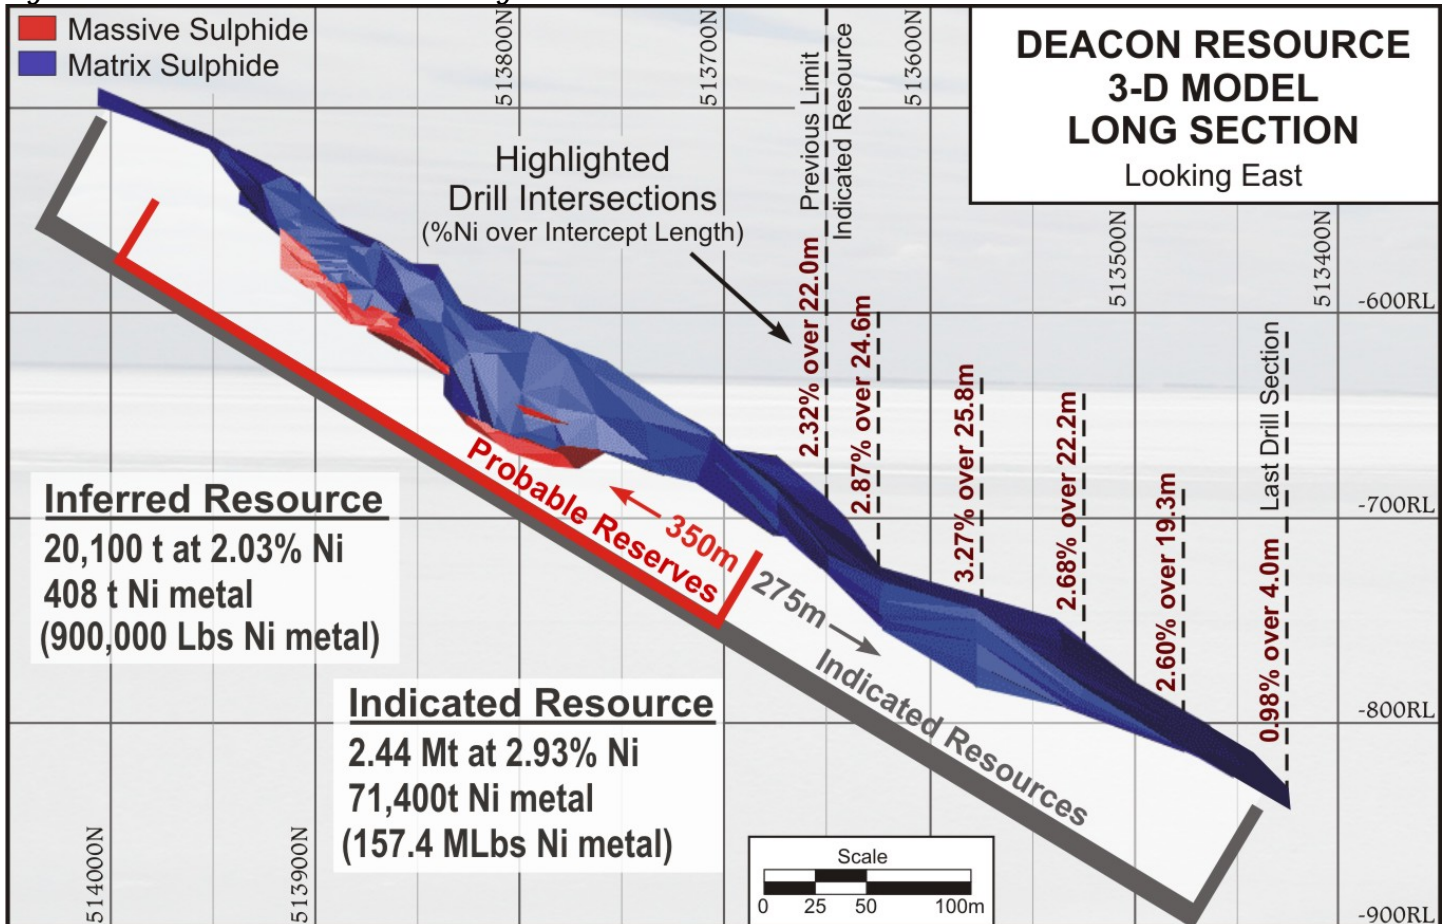 Massive Sulphide
Matrix Sulphide
513800N
513700N
513600N
Previous Limit
Indicated Resource
DEACON RESOURCE
3-D MODEL
LONG SECTION
Looking East
Highlighted
Drill Intersections
(%Ni over Intercept Length)
513500N
513400N
-600RL
2.32% over 22.0m
2.87% over 24.6m
3.27% over 25.8m
2.68% over 22.2m
2.60% over 19.3m
0.98% over 4.0m
Last Drill Section
Probable Reserves
350m
275m
Indicated Resources
-700RL
-800RL
-900RL
Inferred Resource
20,100 t at 2.03% Ni
408 t Ni metal
(900,000 Lbs Ni metal)
Indicated Resource
2.44 Mt at 2.93% Ni
71,400t Ni metal
(157.4 MLbs Ni metal)
514000N
513900N
Scale
0 25 50 100m